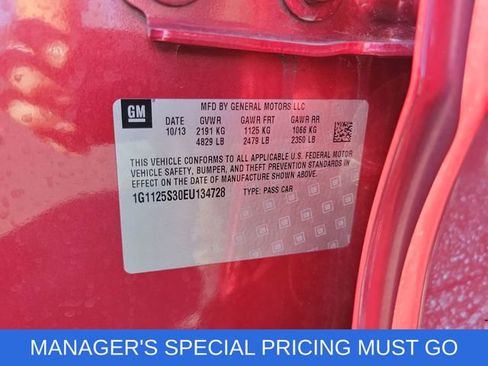 GM
MFD BY GENERAL MOTORS LLC
DATE GVWR GAWR FRT GAWR RR
10/13 2191 KG 1125 KG 1066 KG
4829 LB 2479 LB 2350 LB
THIS VEHICLE CONFORMS TO ALL APPLICABLE U.S. FEDERAL MOTOR
VEHICLE SAFETY, BUMPER, AND THEFT PREVENTION STANDARDS IN
EFFECT ON THE DATE OF MANUFACTURE SHOWN ABOVE.
1G1125S30EU134728 TYPE: PASS CAR
MANAGER'S SPECIAL PRICING MUST GO